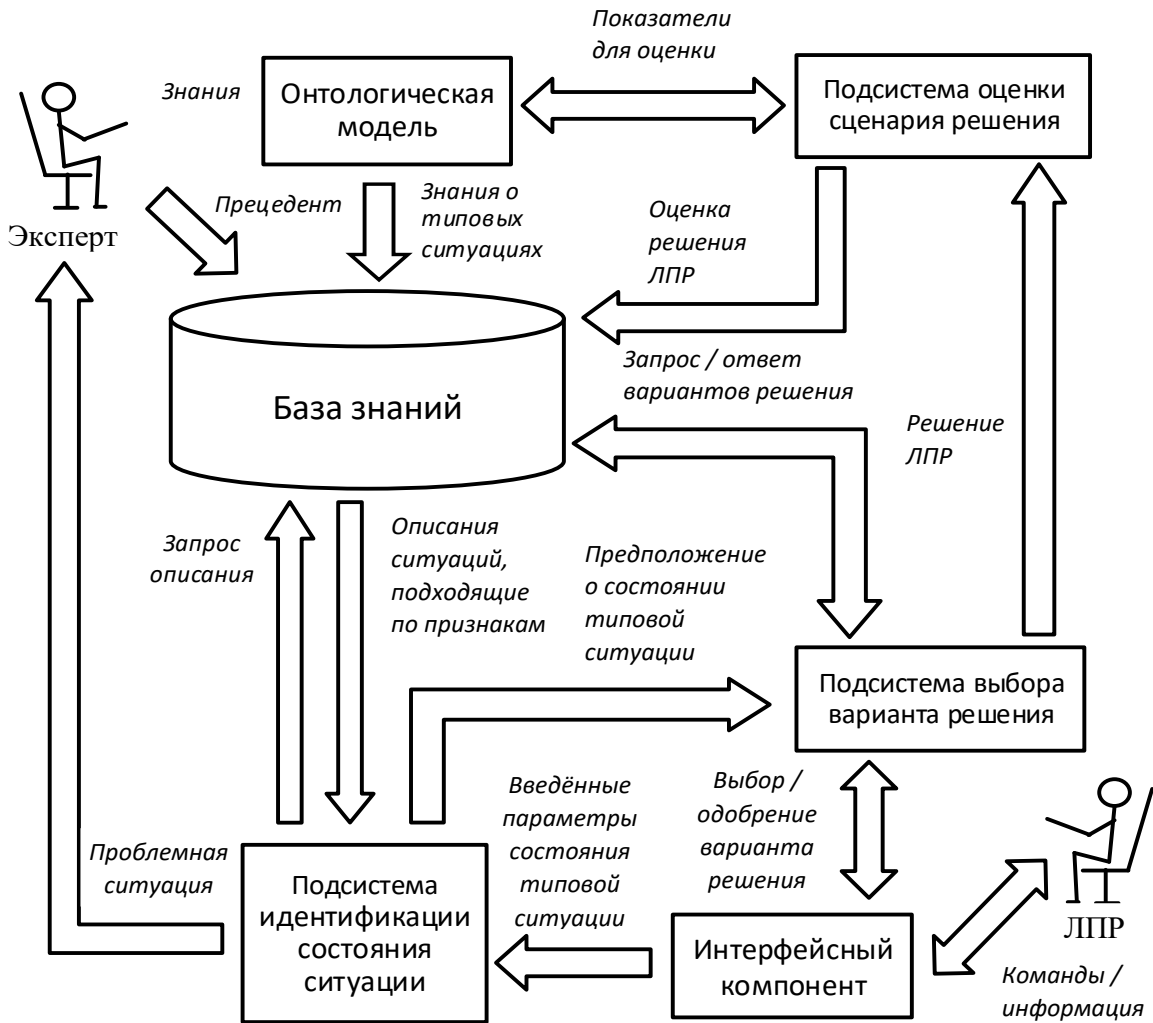 Показатели
для оценки
Знания
Онтологическая
модель
Подсистема оценки
сценария решения
Эксперт
Прецедент
Знания о
типовых
ситуациях
Оценка
решения
ЛПР
База знаний
Запрос / ответ
вариантов решения
Решение
ЛПР
Запрос
описания
Описания
ситуаций,
подходящие
по признакам
Предположение
о состоянии
типовой
ситуации
Подсистема выбора
варианта решения
Проблемная
ситуация
Подсистема
идентификации
состояния
ситуации
Введённые
параметры
состояния
типовой
ситуации
Выбор /
одобрение
варианта
решения
Интерфейсный
компонент
ЛПР
Команды /
информация